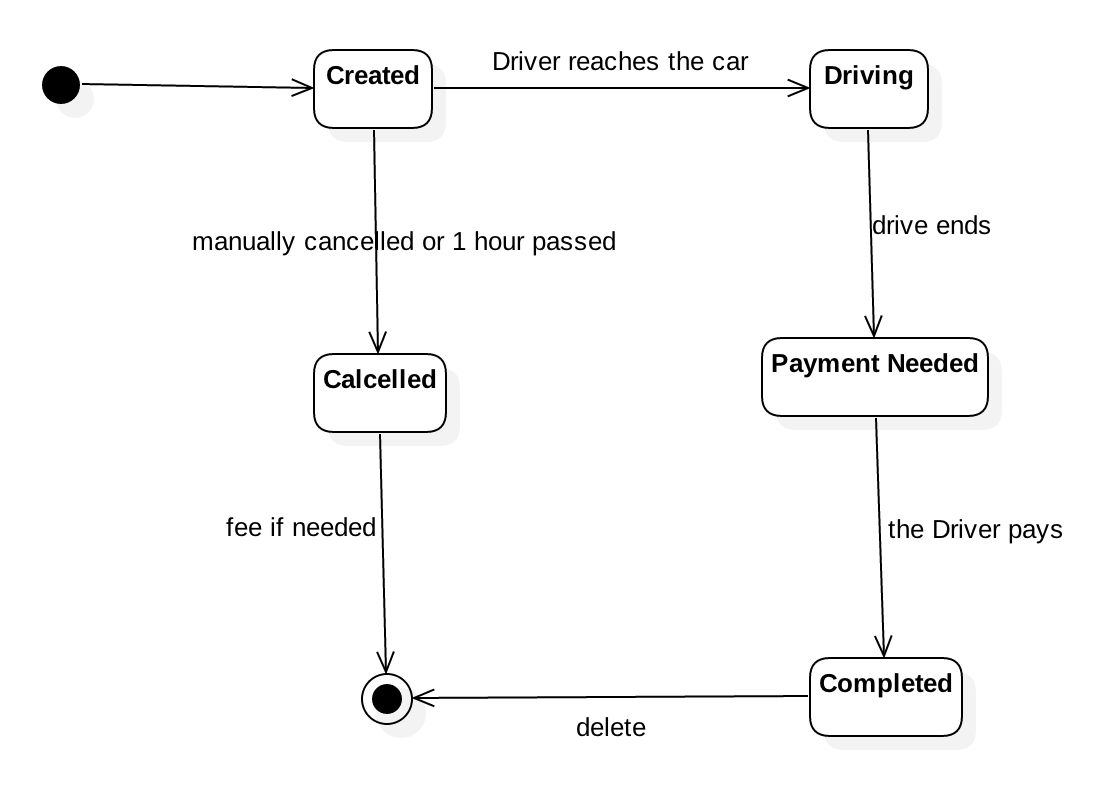 Driver reaches the car
Created
Driving
manually cancelled or 1 hour passed
drive ends
Calcelled
Payment Needed
fee if needed
the Driver pays
Completed
delete